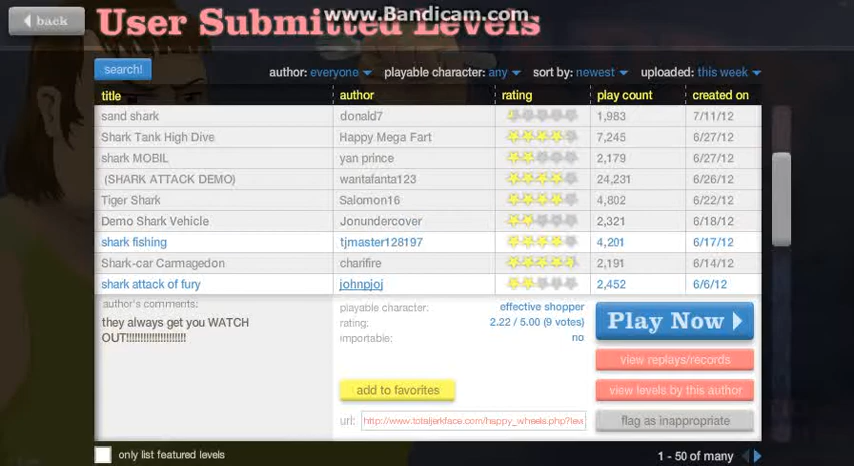 www.Bandicam.com
back
User Submitted Levels
search!
author: everyone playable character: any sort by: newest uploaded: this week
title author rating play count created on
sand shark donald7 1,983 7/11/12
Shark Tank High Dive Happy Mega Fart 7,245 6/27/12
shark MOBIL yan prince 2,179 6/27/12
(SHARK ATTACK DEMO) wantafanta123 24,231 6/26/12
Tiger Shark Salomon16 4,802 6/22/12
Demo Shark Vehicle Jonundercover 2,321 6/18/12
shark fishing tjmaster128197 4,201 6/17/12
Shark-car Carmagedon charifire 2,191 6/14/12
shark attack of fury johnpjoj 2,452 6/6/12
author's comments:
they always get you WATCH
OUT!!!!!!!!!!!!!!!!!!!!!
playable character: effective shopper
rating: 2.22 / 5.00 (9 votes)
importable: no
Play Now
view replays/records
add to favorites
view levels by this author
url: http://www.totaljerkface.com/happy_wheels.php?lev
flag as inappropriate
only list featured levels
1 - 50 of many